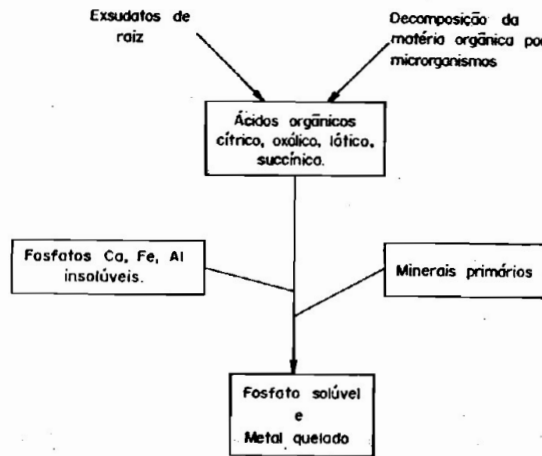 Exsudatos de
raiz
Decomposição da
matéria orgânica por
microrganismos
Ácidos orgânicos
cítrico, oxálico, lático,
succínico.
Fosfatos Ca, Fe, Al
insolúveis.
Minerais primários
Fosfato solúvel
e
Metal quelado